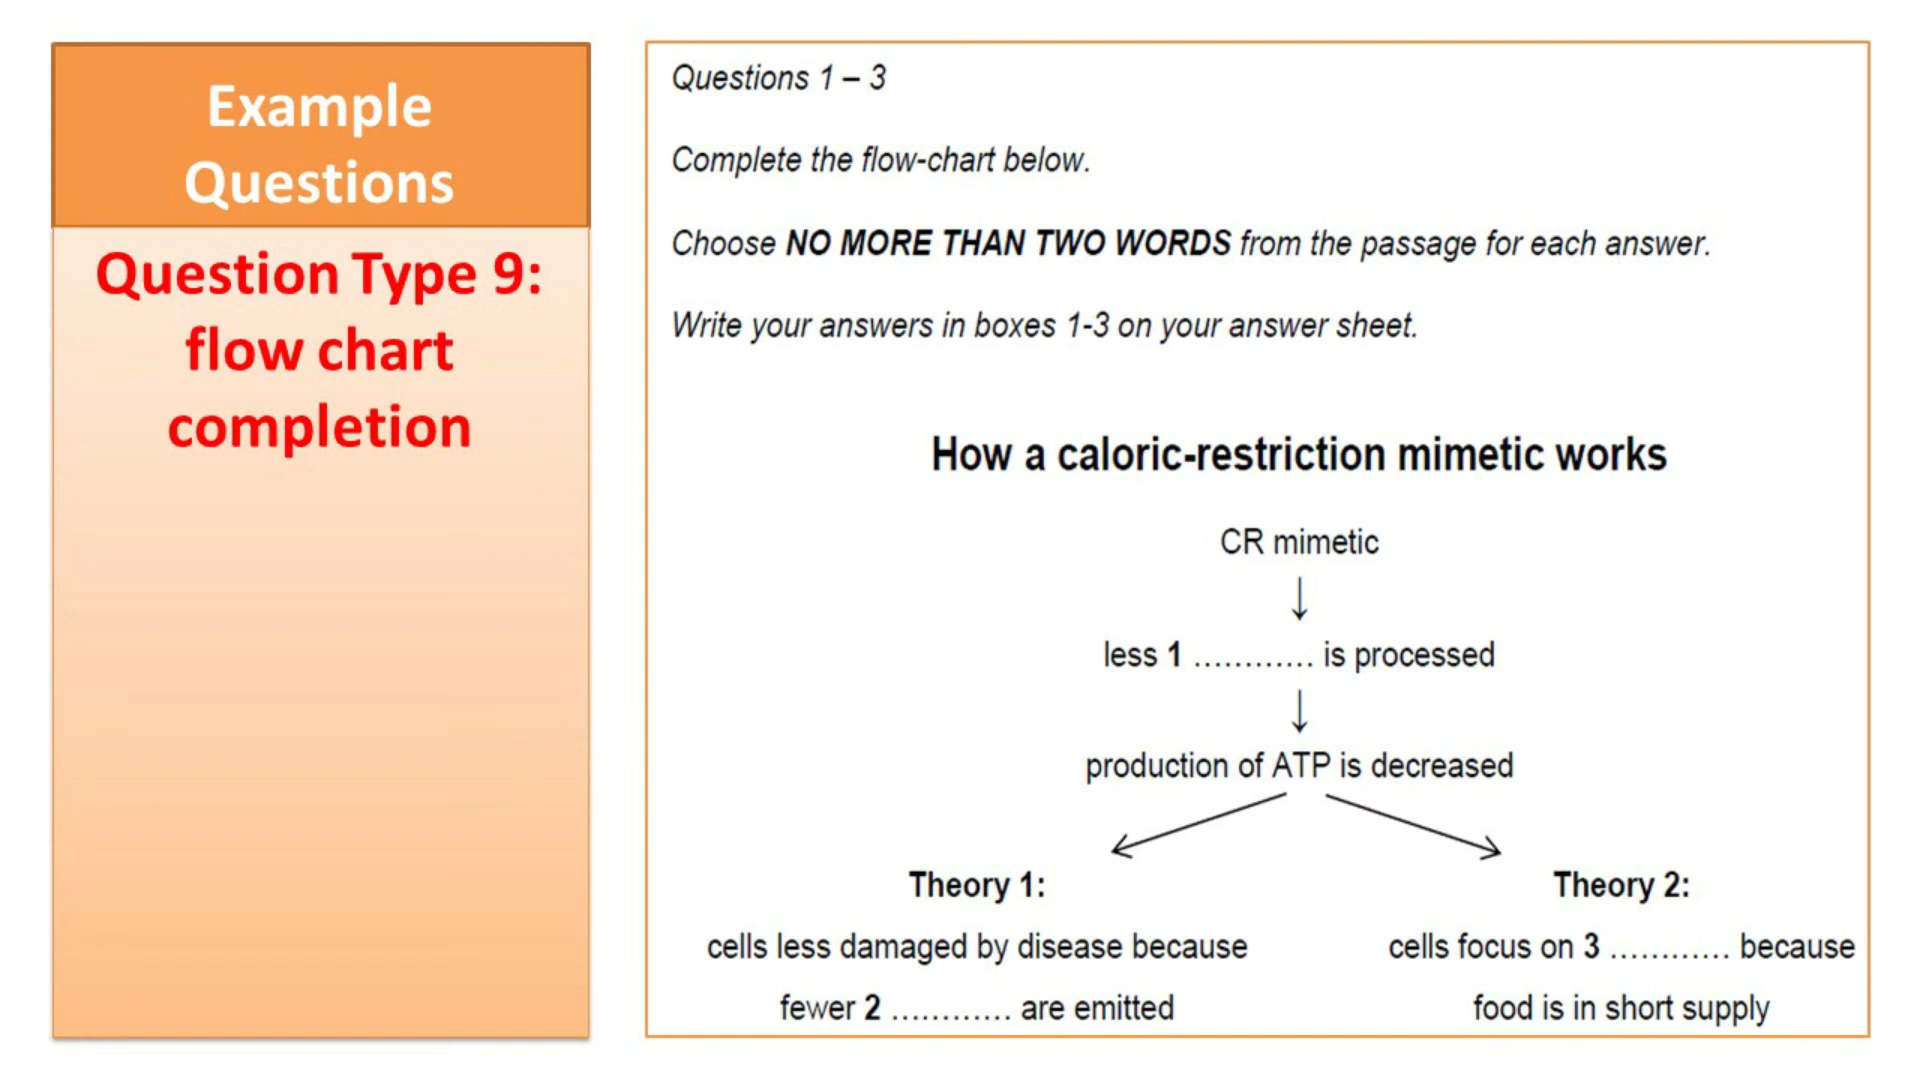 Example
Questions
Question Type 9:
flow chart
completion
Questions 1 – 3
Complete the flow-chart below.
Choose NO MORE THAN TWO WORDS from the passage for each answer.
Write your answers in boxes 1-3 on your answer sheet.
How a caloric-restriction mimetic works
CR mimetic
less 1 ............ is processed
production of ATP is decreased
Theory 1:
cells less damaged by disease because
fewer 2 ............ are emitted
Theory 2:
cells focus on 3 ............ because
food is in short supply